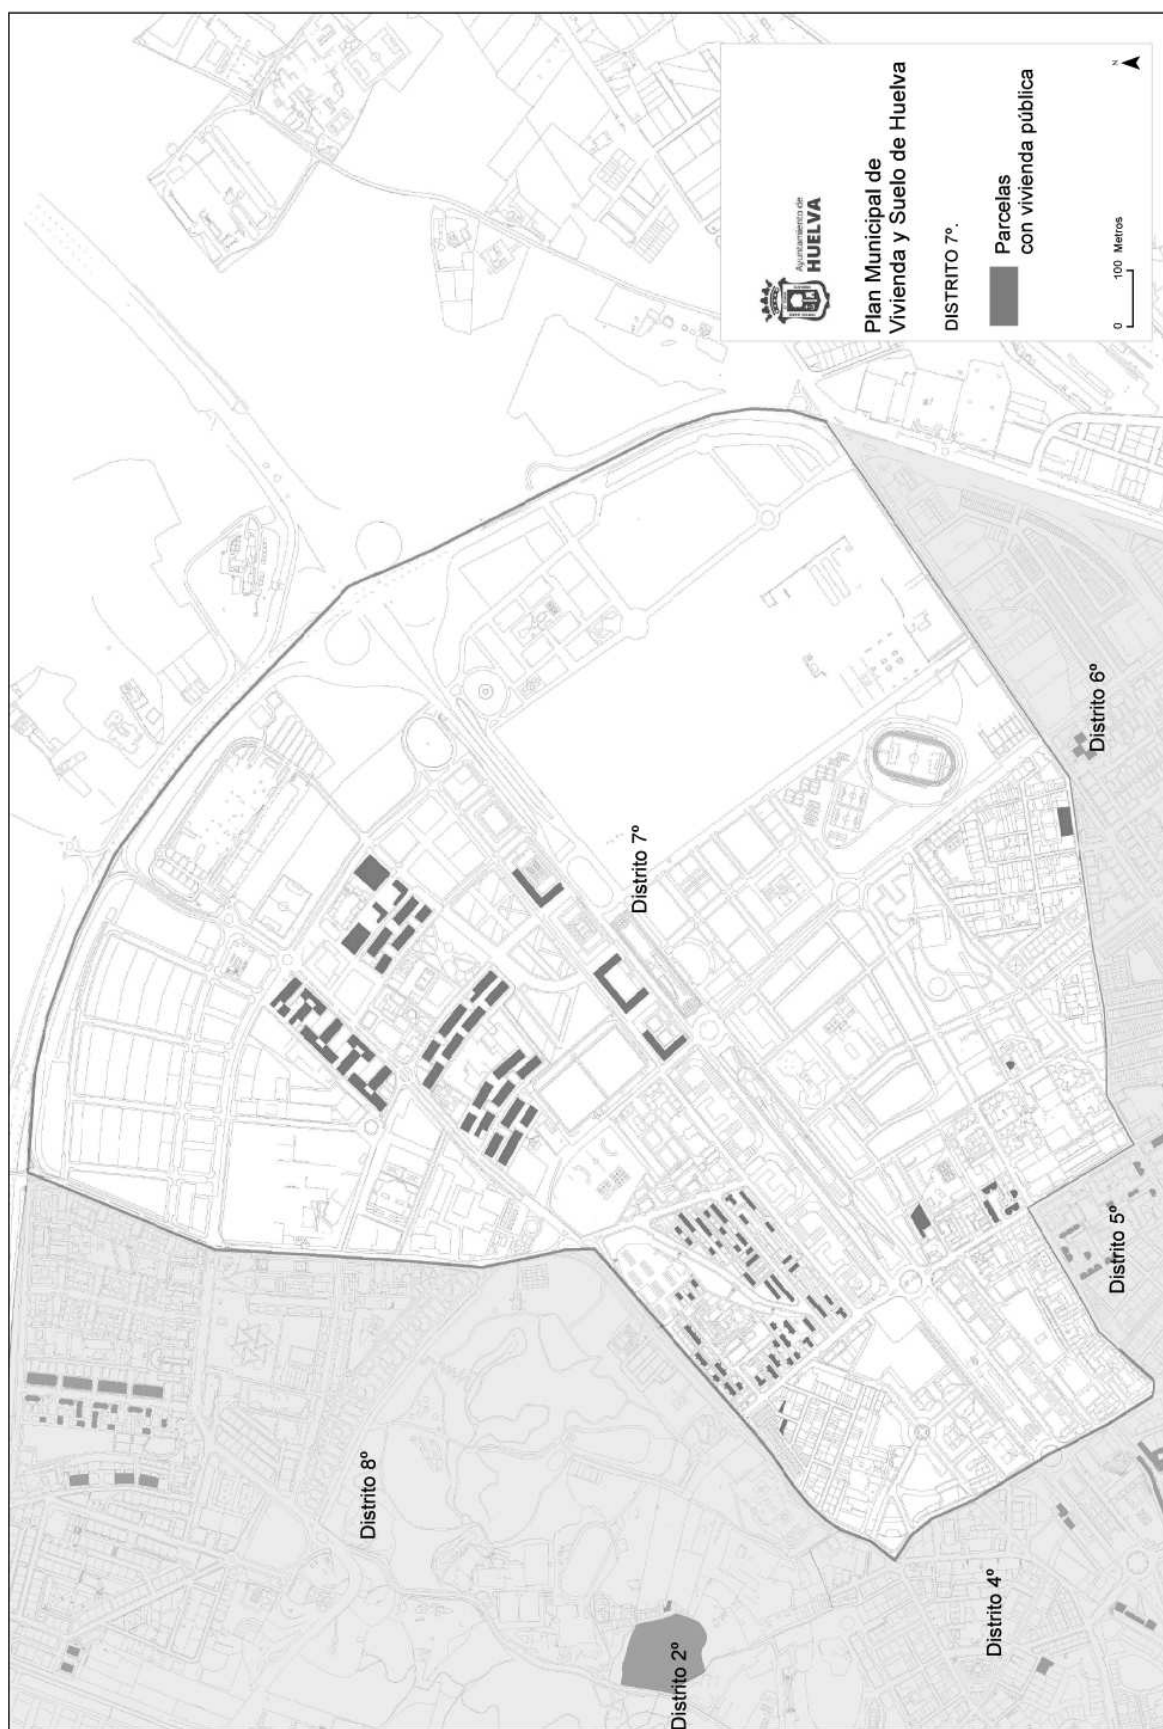 Ayuntamiento de
HUELVA
Plan Municipal de
Vivienda y Suelo de Huelva
DISTRITO 7º.
Parcelas
con vivienda pública
0 100 Metros
N
Distrito 8º
Distrito 7º
Distrito 6º
Distrito 5º
Distrito 4º
Distrito 2º